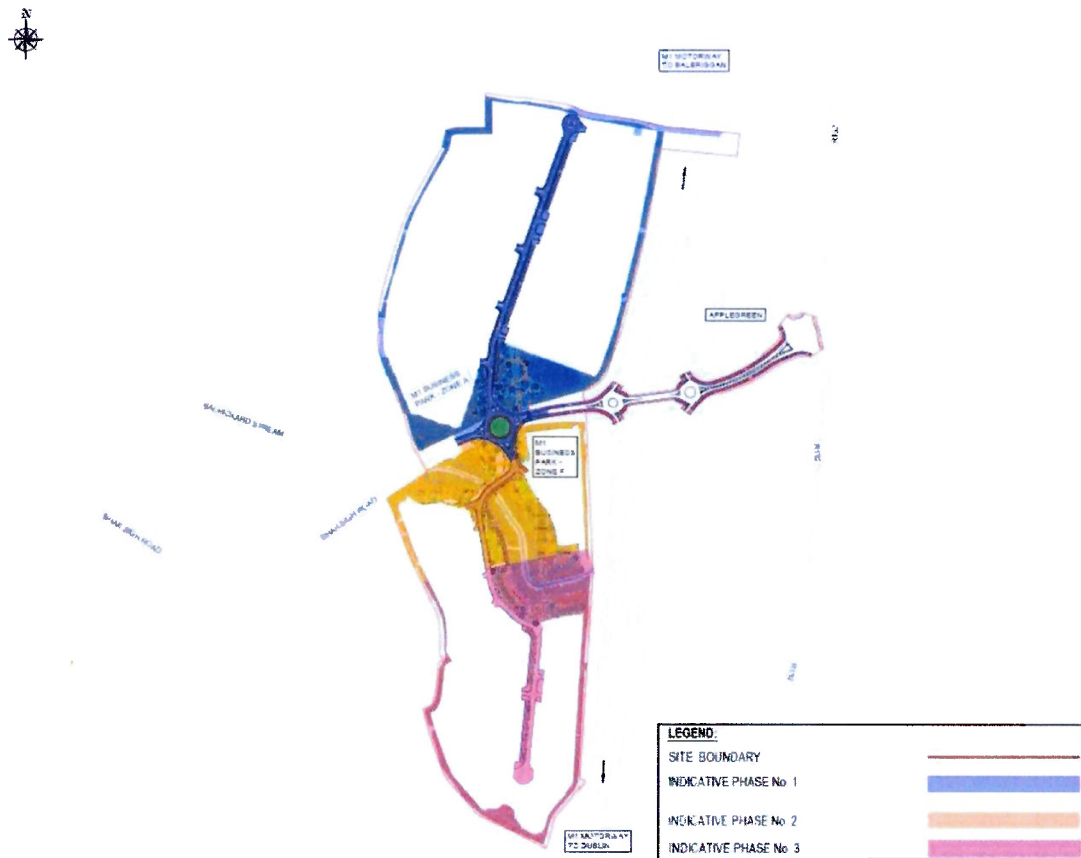 N
M1 MOTORWAY
TO BALBRIGGAN
APPLEGREEN
M1 BUSINESS
PARK - ZONE A
M1
BUSINESS
PARK -
ZONE F
M1 MOTORWAY
TO DUBLIN
LEGEND:
SITE BOUNDARY
INDICATIVE PHASE No 1
INDICATIVE PHASE No 2
INDICATIVE PHASE No 3